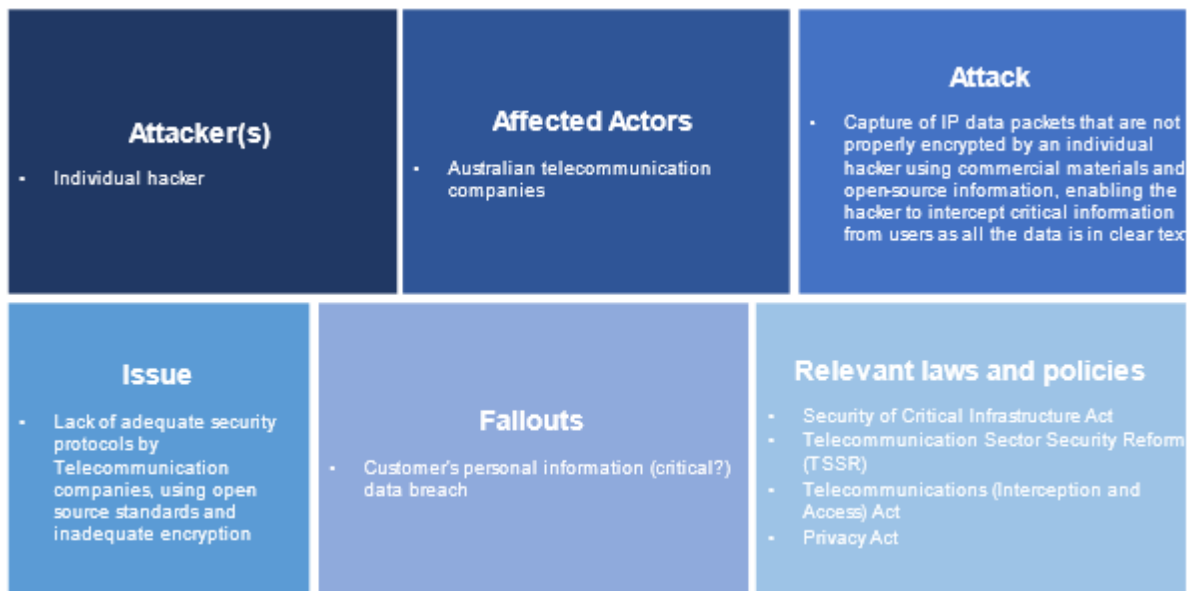 Attacker(s)
• Individual hacker
Affected Actors
• Australian telecommunication
companies
Attack
• Capture of IP data packets that are not
properly encrypted by an individual
hacker using commercial materials and
open-source information, enabling the
hacker to intercept critical information
from users as all the data is in clear text
Issue
• Lack of adequate security
protocols by
Telecommunication
companies, using open
source standards and
inadequate encryption
Fallouts
• Customer's personal information (critical?)
data breach
Relevant laws and policies
• Security of Critical Infrastructure Act
• Telecommunication Sector Security Reform
(TSSR)
• Telecommunications (Interception and
Access) Act
• Privacy Act